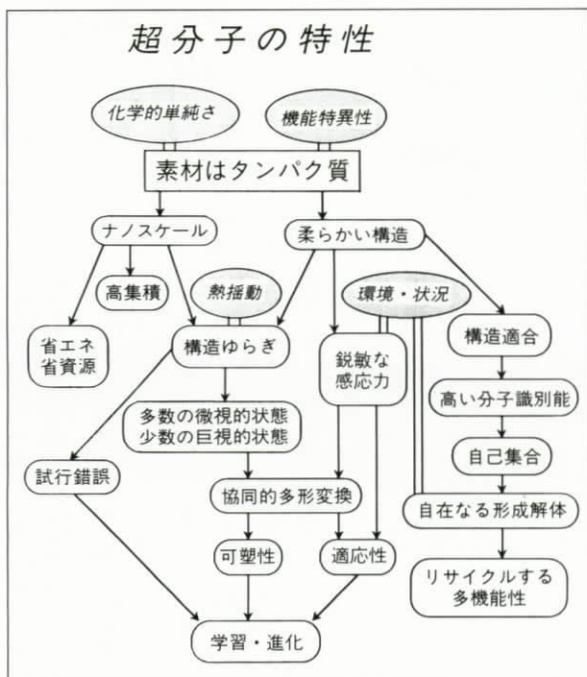 超分子の特性
化学的単純さ
機能特異性
素材はタンパク質
ナノスケール
柔らかい構造
高集積
熱揺動
環境・状況
省エネ
省資源
構造ゆらぎ
鋭敏な
感応力
構造適合
多数の微視的状態
少数の巨視的状態
高い分子識別能
試行錯誤
自己集合
協同的多形変換
自在なる形成解体
可塑性
適応性
リサイクルする
多機能性
学習・進化